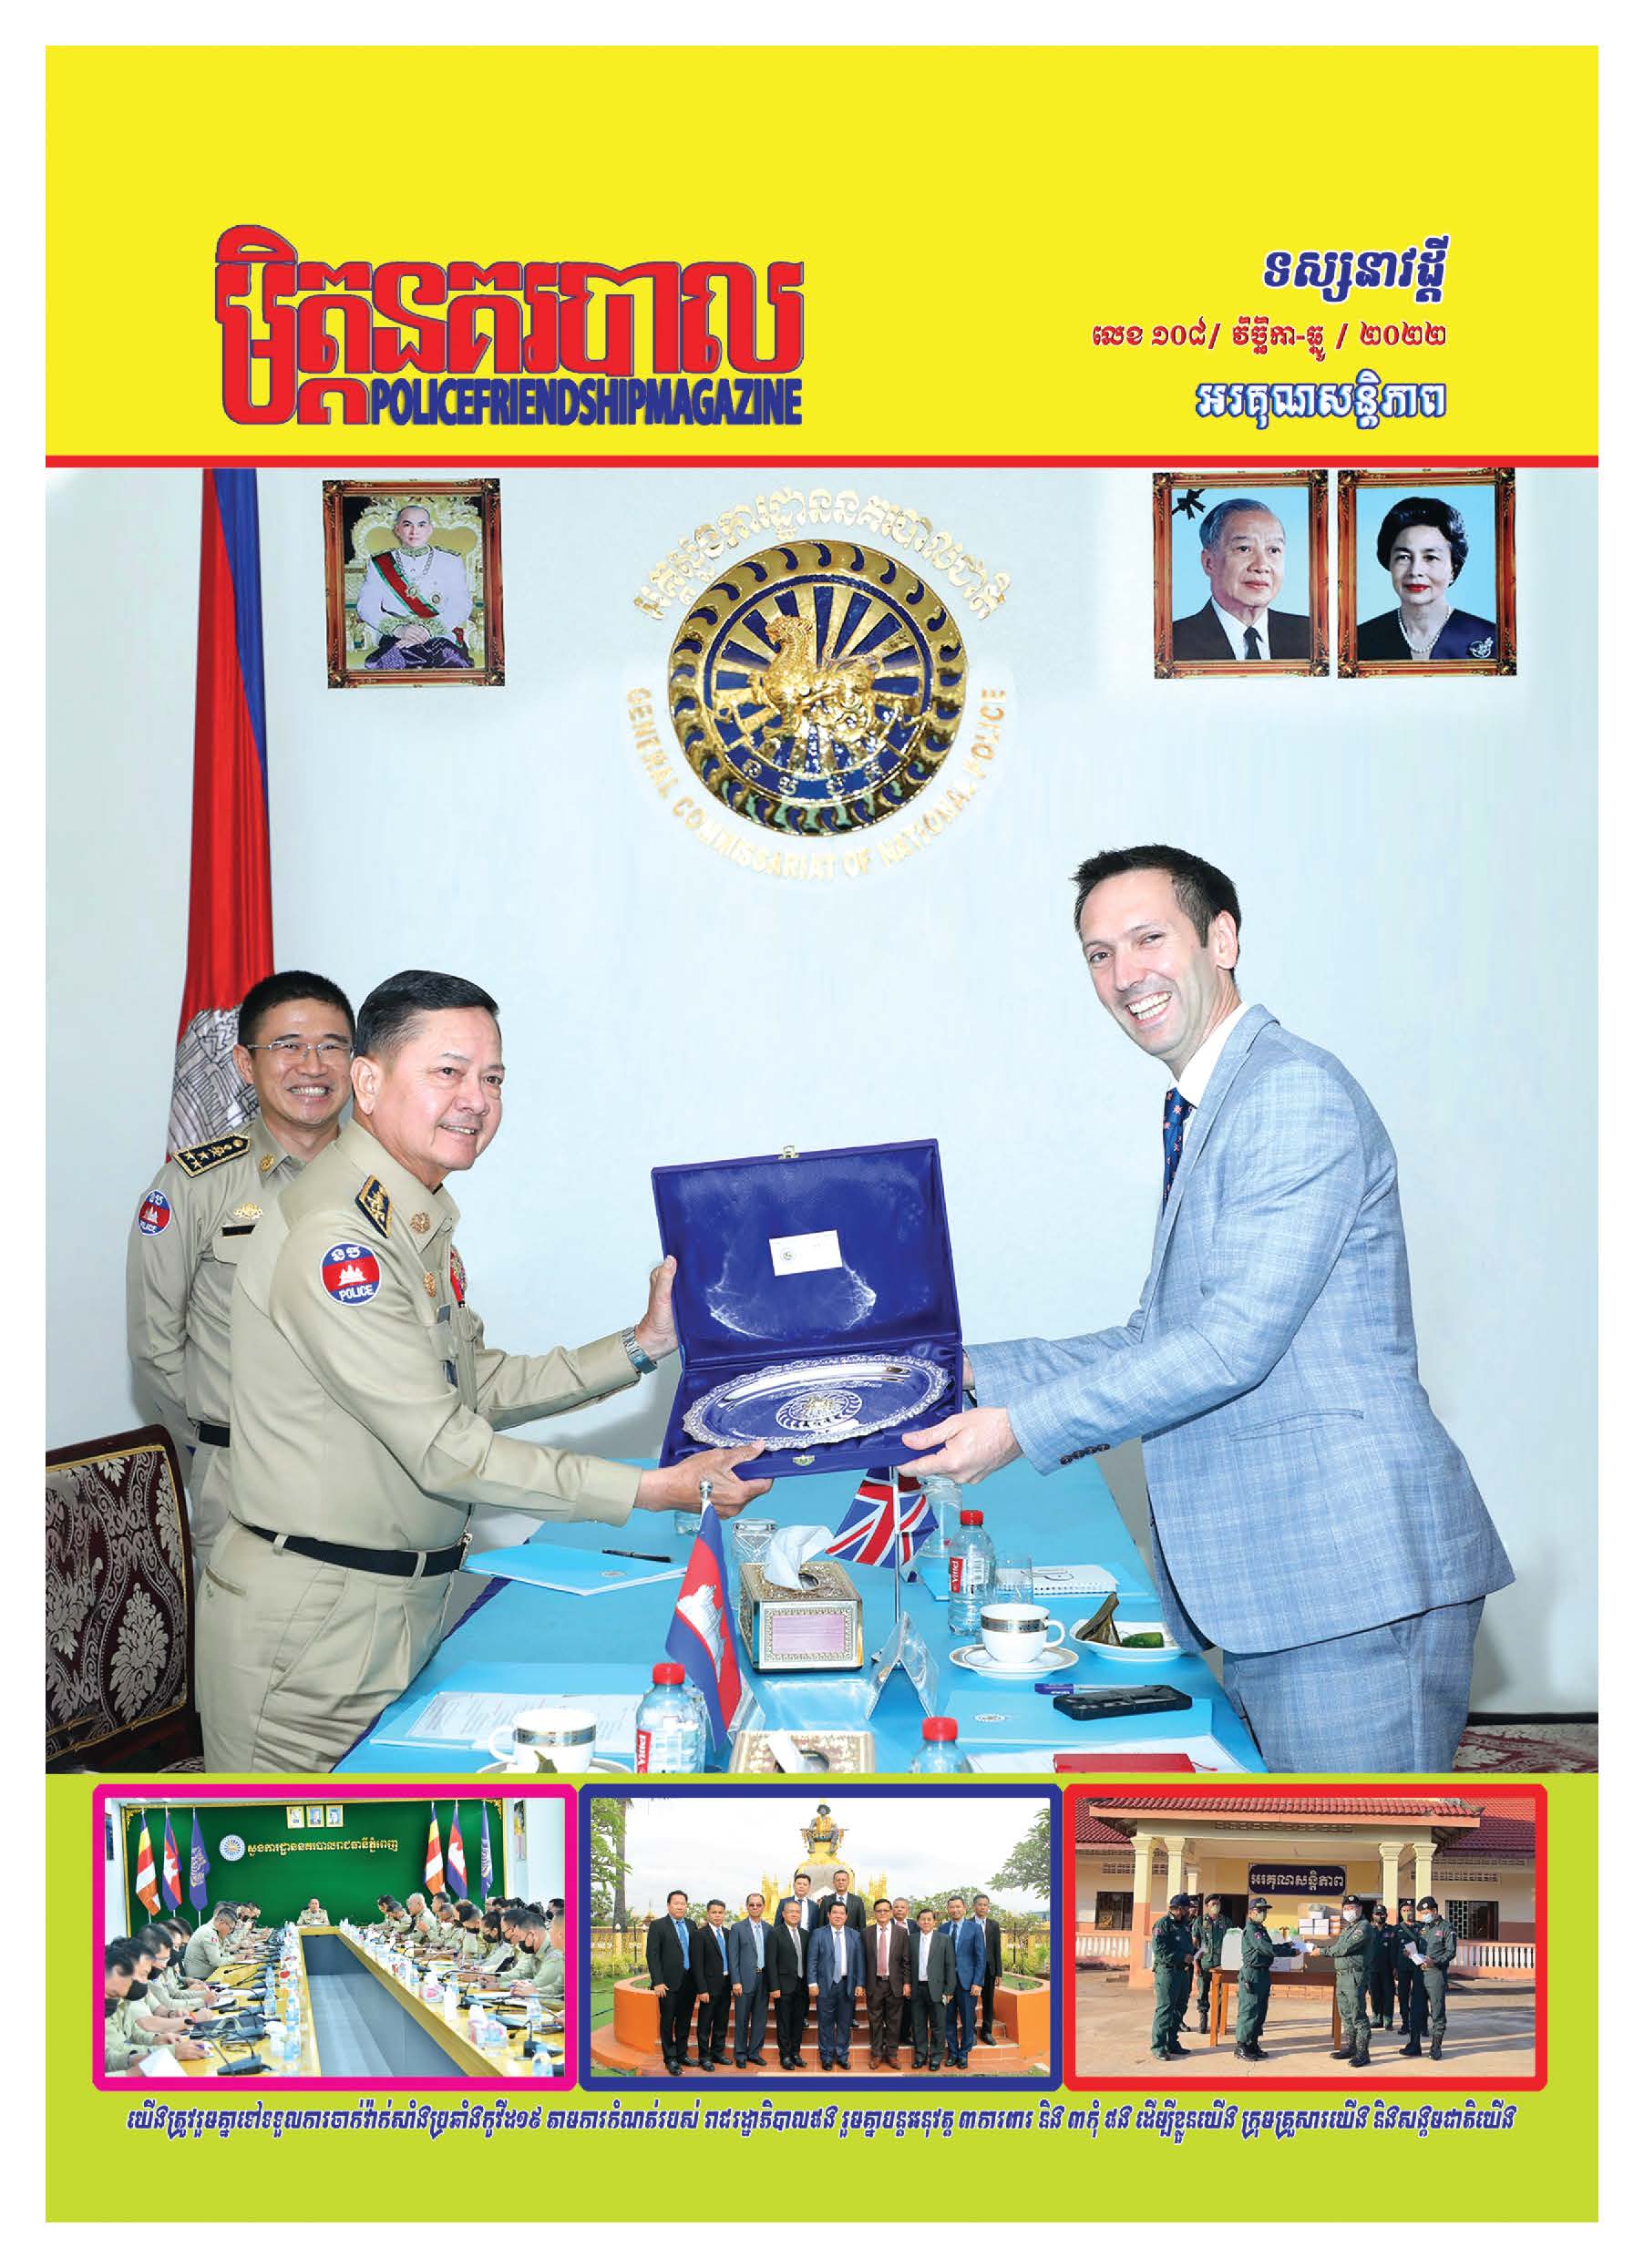 មិត្តនគរបាល
POLICEFRIENDSHIPMAGAZINE
ទស្សនាវដ្ដី
លេខ ១០៨/ វិច្ឆិកា-ធ្នូ / ២០២២
អរគុណសន្តិភាព
អគ្គស្នងការដ្ឋាននគរបាលជាតិ
GENERAL COMMISSARIAT OF NATIONAL POLICE
នប
POLICE
Vittel
Vittel
ស្នងការដ្ឋាននគរបាលរាជធានីភ្នំពេញ
អរគុណសន្តិភាព
យើងត្រូវរួមគ្នាទៅទទួលការចាក់វ៉ាក់សាំងប្រឆាំងកូវីដ១៩ តាមការកំណត់របស់ រាជរដ្ឋាភិបាលផង រួមគ្នាបន្តអនុវត្ត ៣ការពារ និង ៣កុំ ផង ដើម្បីខ្លួនយើង ក្រុមគ្រួសារយើង និងសង្គមជាតិយើង